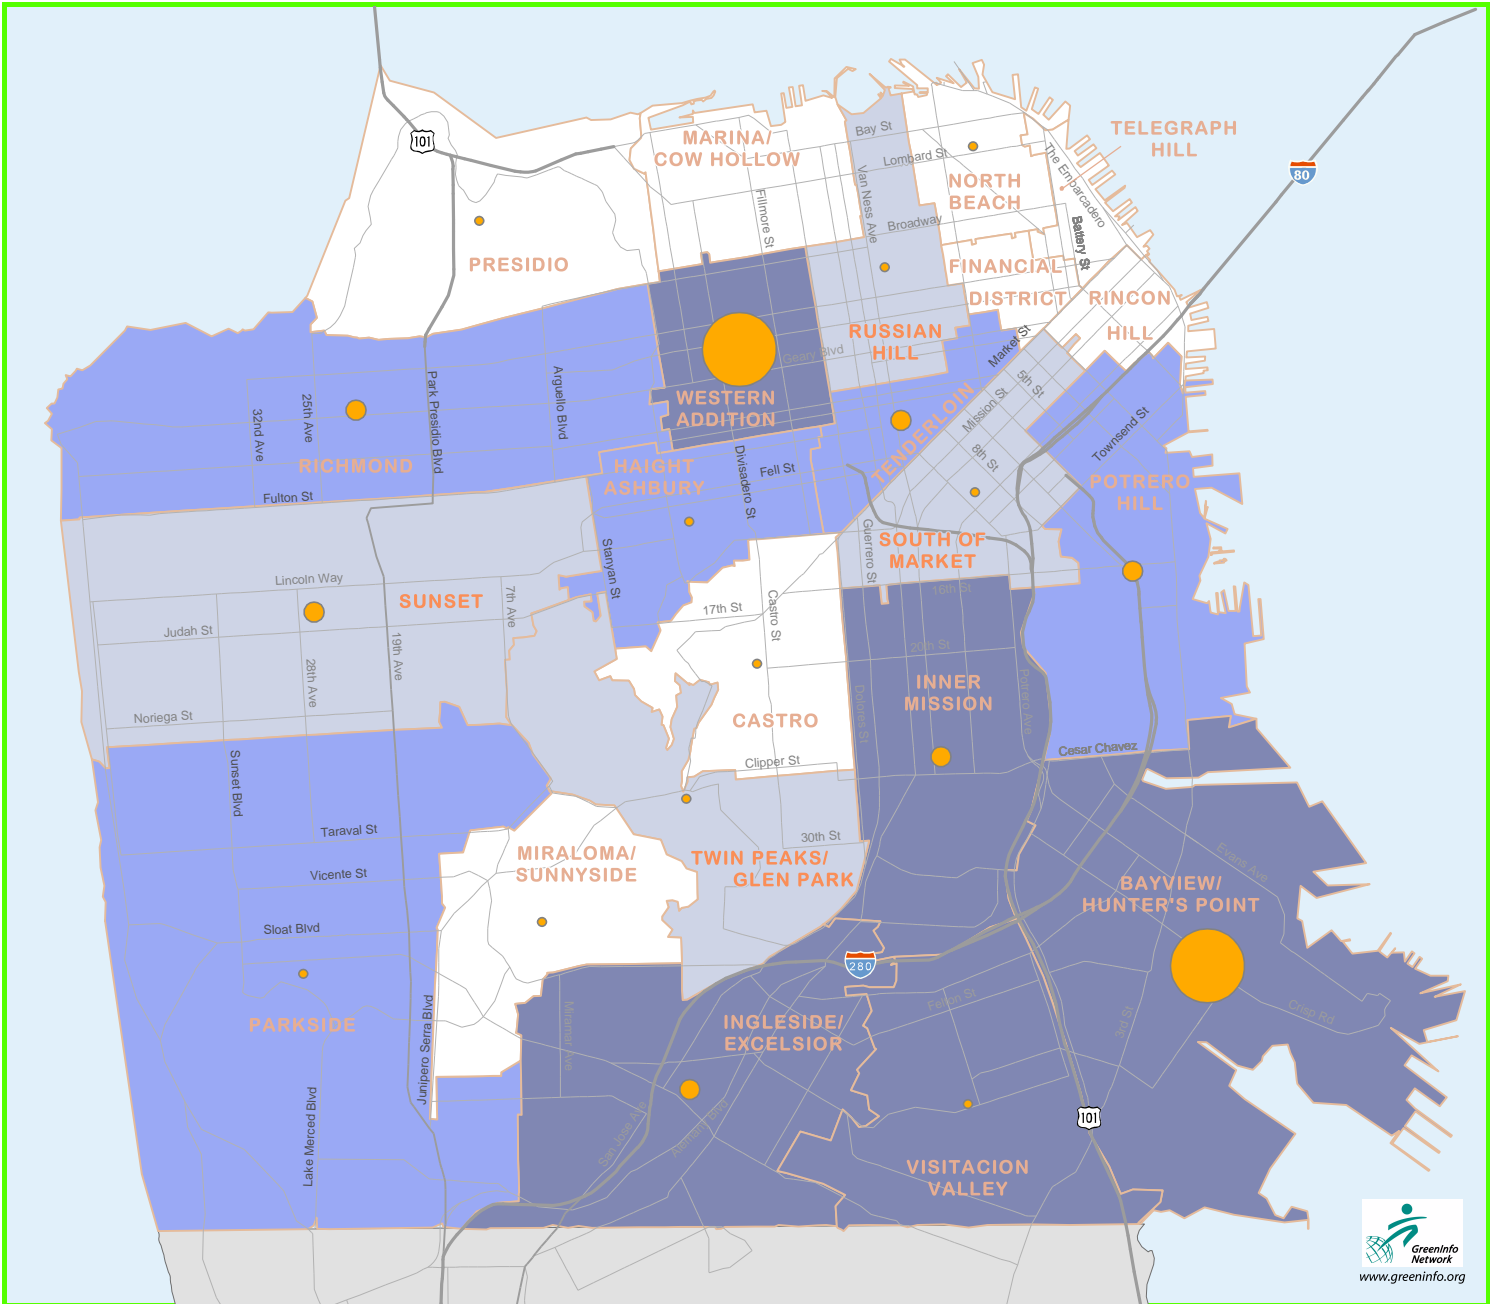 101
MARINA/
COW HOLLOW
Bay St
Lombard St
TELEGRAPH
HILL
80
The Embarcadero
NORTH
BEACH
Van Ness Ave
Fillmore St
Broadway
Battery St
PRESIDIO
FINANCIAL
DISTRICT
RINCON
HILL
RUSSIAN
HILL
Market St
Geary Blvd
5th St
Mission St
8th St
Townsend St
WESTERN
ADDITION
TENDERLOIN
Park Presidio Blvd
Arguello Blvd
25th Ave
32nd Ave
RICHMOND
Fulton St
HAIGHT
ASHBURY
Divisadero St
Fell St
POTRERO
HILL
Stanyan St
Guerrero St
SOUTH OF
MARKET
16th St
Lincoln Way
SUNSET
7th Ave
17th St
Castro St
Judah St
19th Ave
28th Ave
20th St
INNER
MISSION
Dolores St
Potrero Ave
Noriega St
CASTRO
Cesar Chavez
Clipper St
Sunset Blvd
Taraval St
30th St
MIRALOMA/
SUNNYSIDE
TWIN PEAKS/
GLEN PARK
Evans Ave
Vicente St
BAYVIEW/
HUNTER'S POINT
Sloat Blvd
280
Felton St
Crisp Rd
3rd St
PARKSIDE
Junipero Serra Blvd
Miramar Ave
INGLESIDE/
EXCELSIOR
San Jose Ave
Alemany Blvd
101
Lake Merced Blvd
VISITACION
VALLEY
GreenInfo
Network
www.greeninfo.org